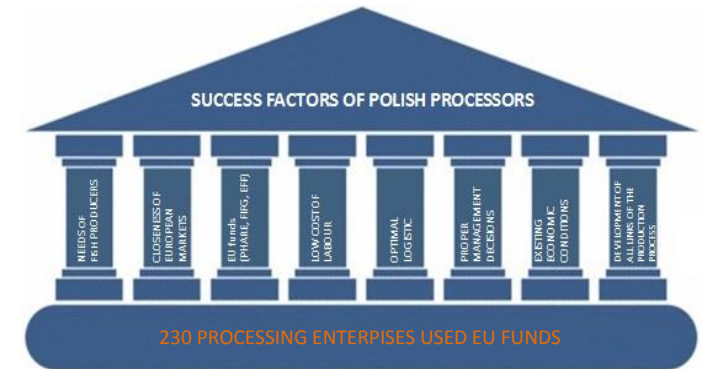 SUCCESS FACTORS OF POLISH PROCESSORS
NEEDS OF
FISH PRODUCERS
CLOSENESS OF
EUROPEAN
MARKETS
EU funds
(PHARE, FIFG, EFF)
LOW COST OF
LABOUR
OPTIMAL
LOGISTIC
PROPER
MANAGEMENT
DECISIONS
EXISTING
ECONOMIC
CONDITIONS
DEVELOPMENT OF
ALL LINKS OF THE
PRODUCTION
PROCESS
230 PROCESSING ENTERPISES USED EU FUNDS